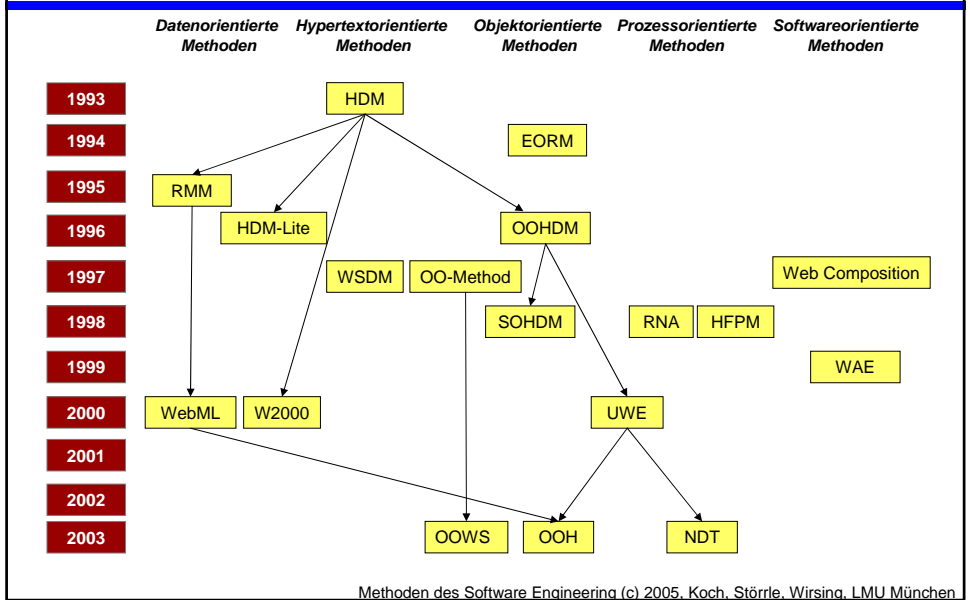 Datenorientierte Methoden
Hypertextorientierte Methoden
Objektorientierte Methoden
Prozessorientierte Methoden
Softwareorientierte Methoden
1993
HDM
1994
EORM
1995
RMM
1996
HDM-Lite
OOHDM
1997
WSDM
OO-Method
Web Composition
1998
SOHDM
RNA
HFPM
1999
WAE
2000
WebML
W2000
UWE
2001
2002
2003
OOWS
OOH
NDT
Methoden des Software Engineering (c) 2005, Koch, Störrle, Wirsing, LMU München